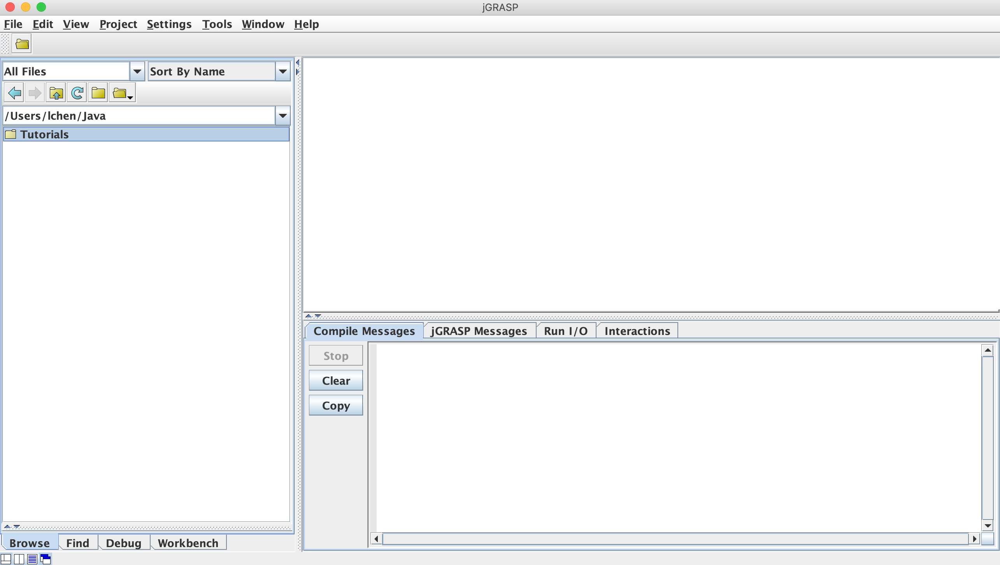 jGRASP
File Edit View Project Settings Tools Window Help
All Files Sort By Name
/Users/lchen/Java
Tutorials
Compile Messages jGRASP Messages Run I/O Interactions
Stop
Clear
Copy
Browse Find Debug Workbench